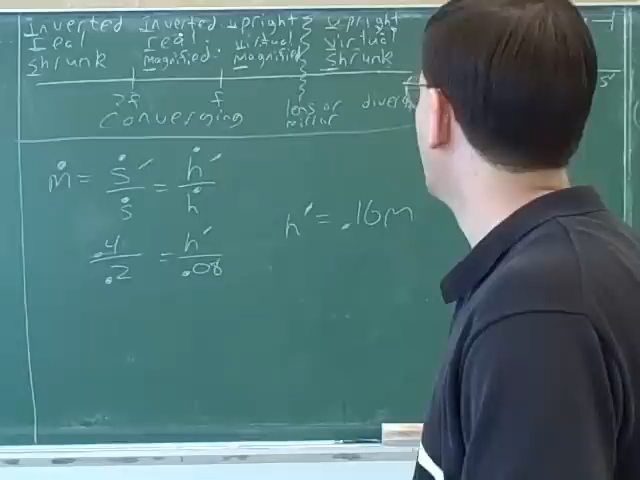 Inverted Inverted upright upright
real real virtual virtual
shrunk magnified. magnified shrunk
2f f lens or
mirror
s'
converging
m = s'/s = h'/h
h' = .16m
.4/.2 = h'/.08